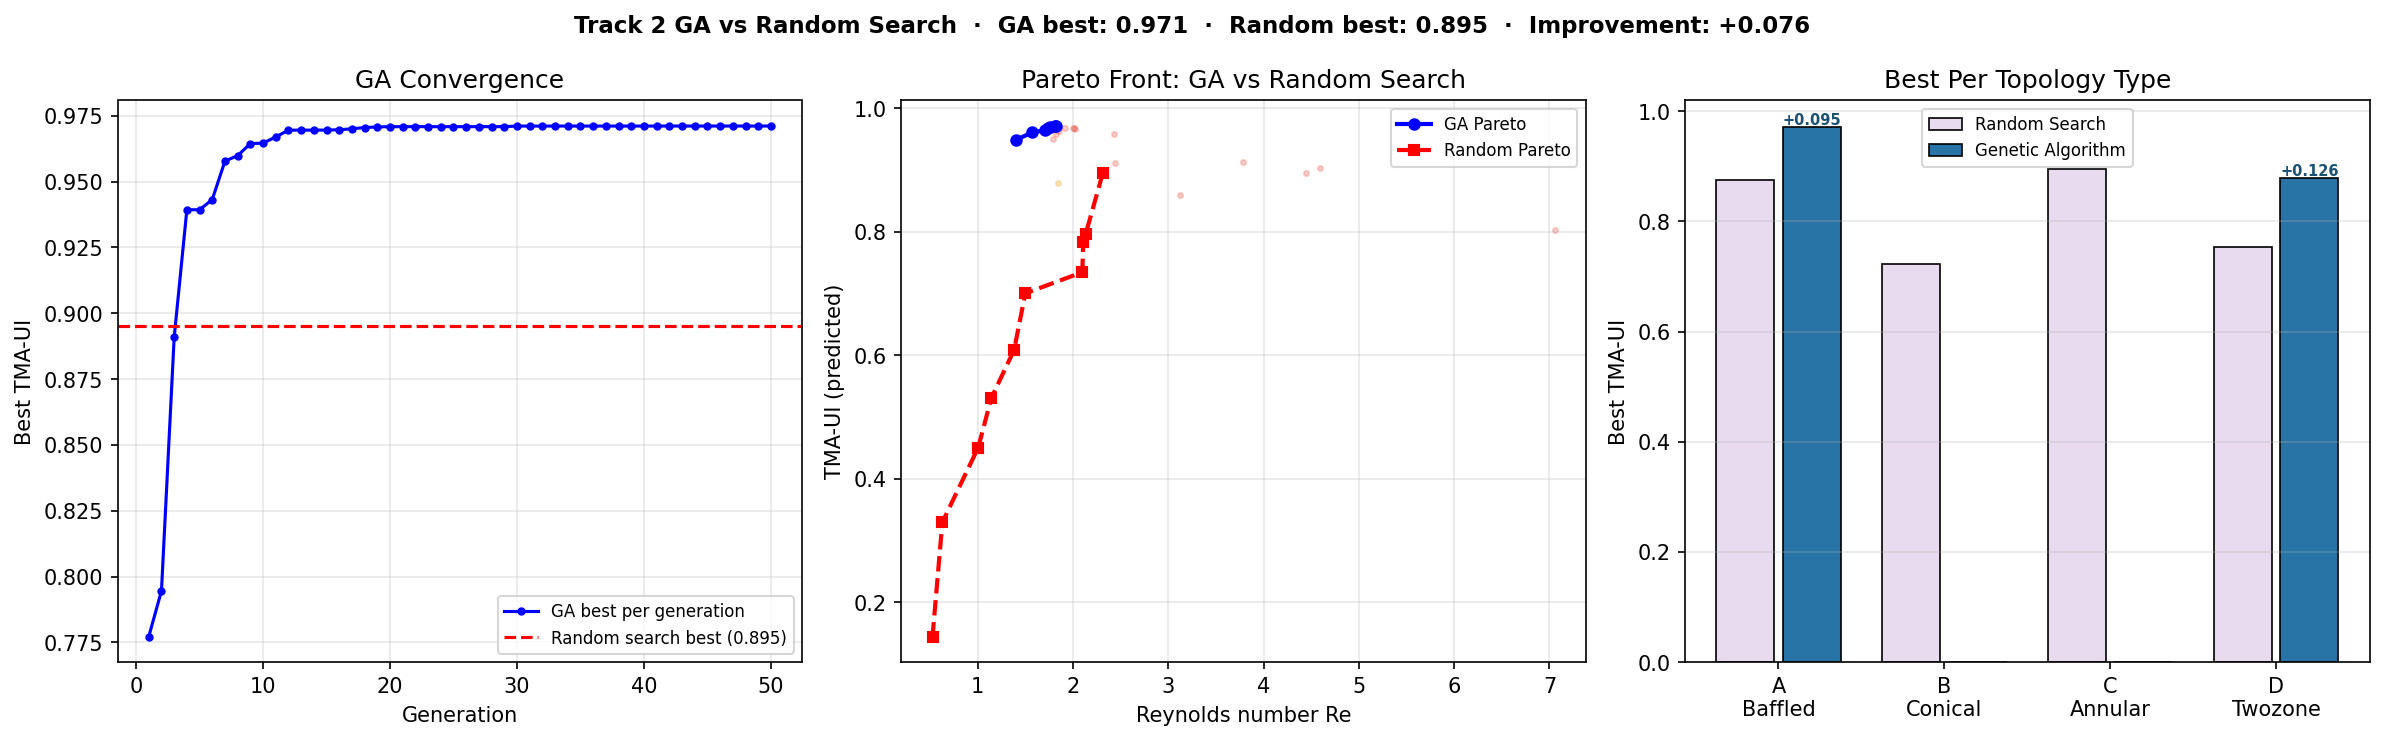 Track 2 GA vs Random Search · GA best: 0.971 · Random best: 0.895 · Improvement: +0.076
GA Convergence
Best TMA-UI
0.975
0.950
0.925
0.900
0.875
0.850
0.825
0.800
0.775
GA best per generation
Random search best (0.895)
0 10 20 30 40 50
Generation
Pareto Front: GA vs Random Search
TMA-UI (predicted)
1.0
0.8
0.6
0.4
0.2
GA Pareto
Random Pareto
1 2 3 4 5 6 7
Reynolds number Re
Best Per Topology Type
Best TMA-UI
1.0
0.8
0.6
0.4
0.2
0.0
+0.095
Random Search
Genetic Algorithm
+0.126
A
Baffled
B
Conical
C
Annular
D
Twozone